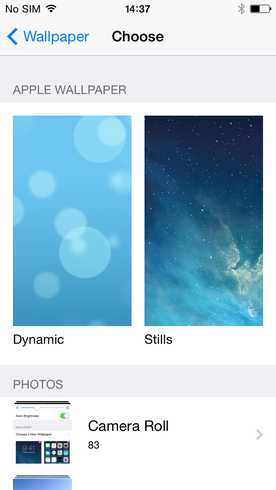 No SIM 14:37
Wallpaper Choose
APPLE WALLPAPER
Dynamic Stills
PHOTOS
Auto-Brightness
WALLPAPER
Choose a New Wallpaper
Camera Roll
83